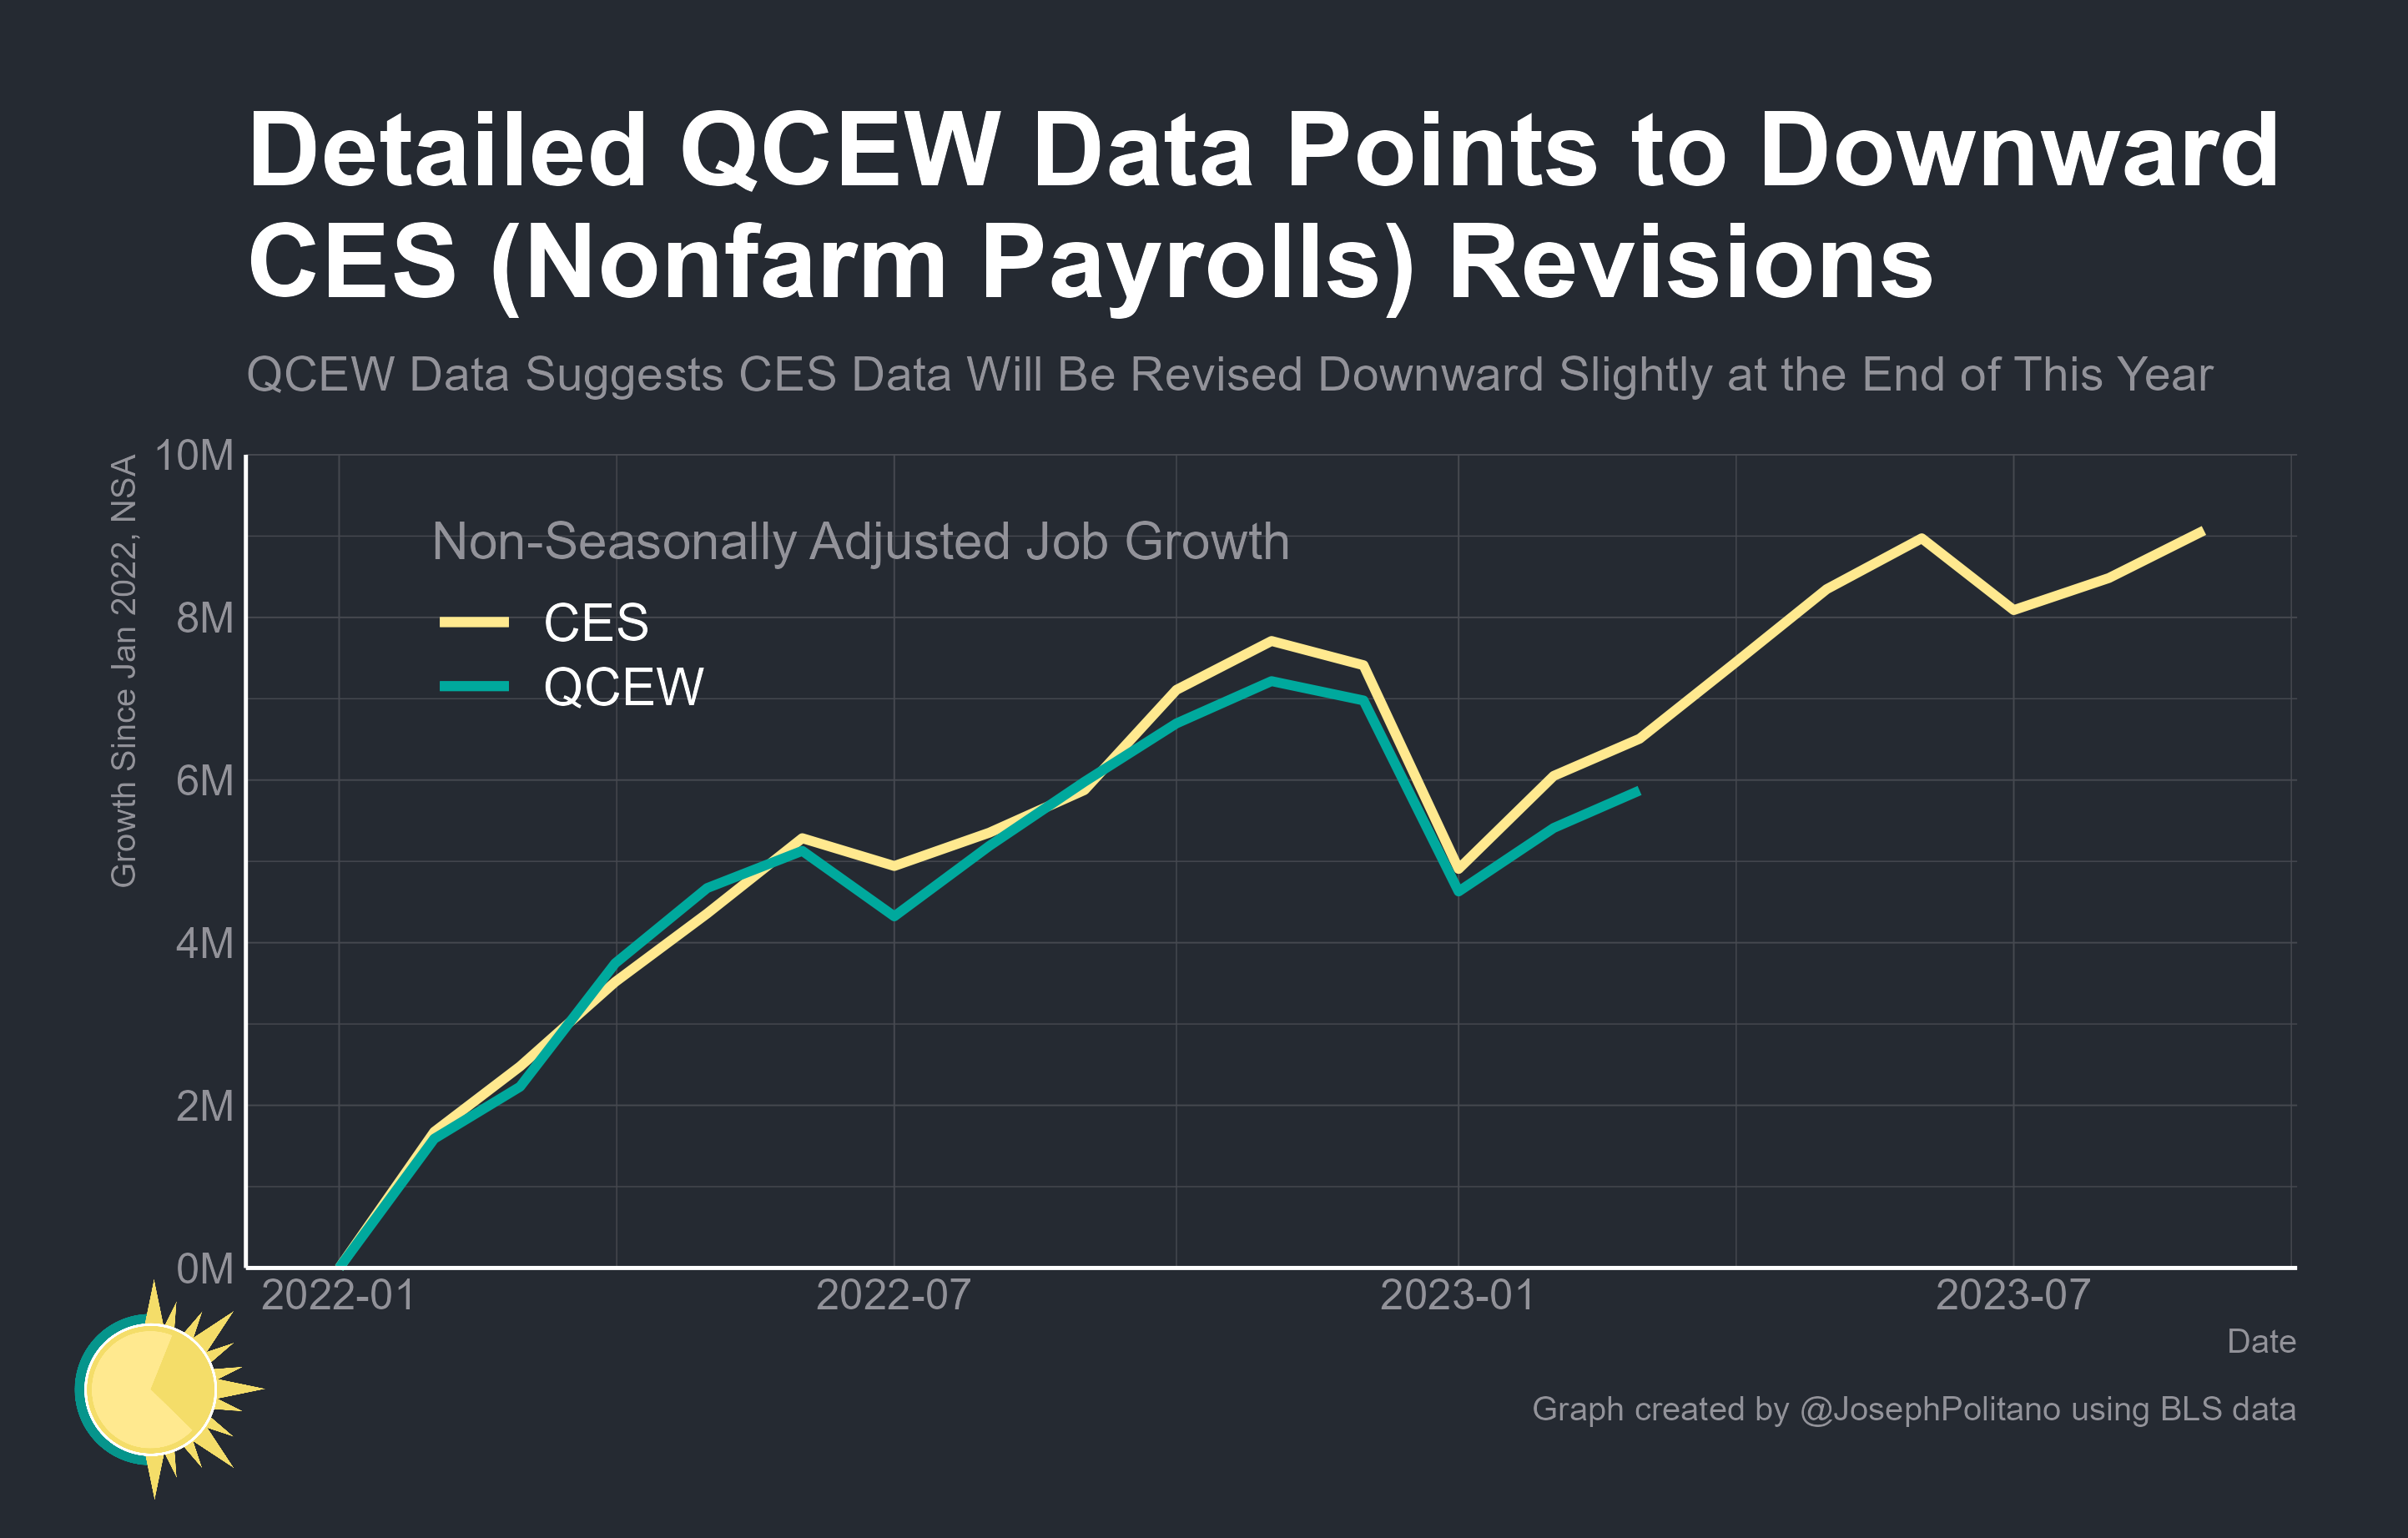 Detailed QCEW Data Points to Downward
CES (Nonfarm Payrolls) Revisions
QCEW Data Suggests CES Data Will Be Revised Downward Slightly at the End of This Year
Growth Since Jan 2022, NSA
10M
8M
6M
4M
2M
0M
Non-Seasonally Adjusted Job Growth
CES
QCEW
2022-01
2022-07
2023-01
2023-07
Date
Graph created by @JosephPolitano using BLS data